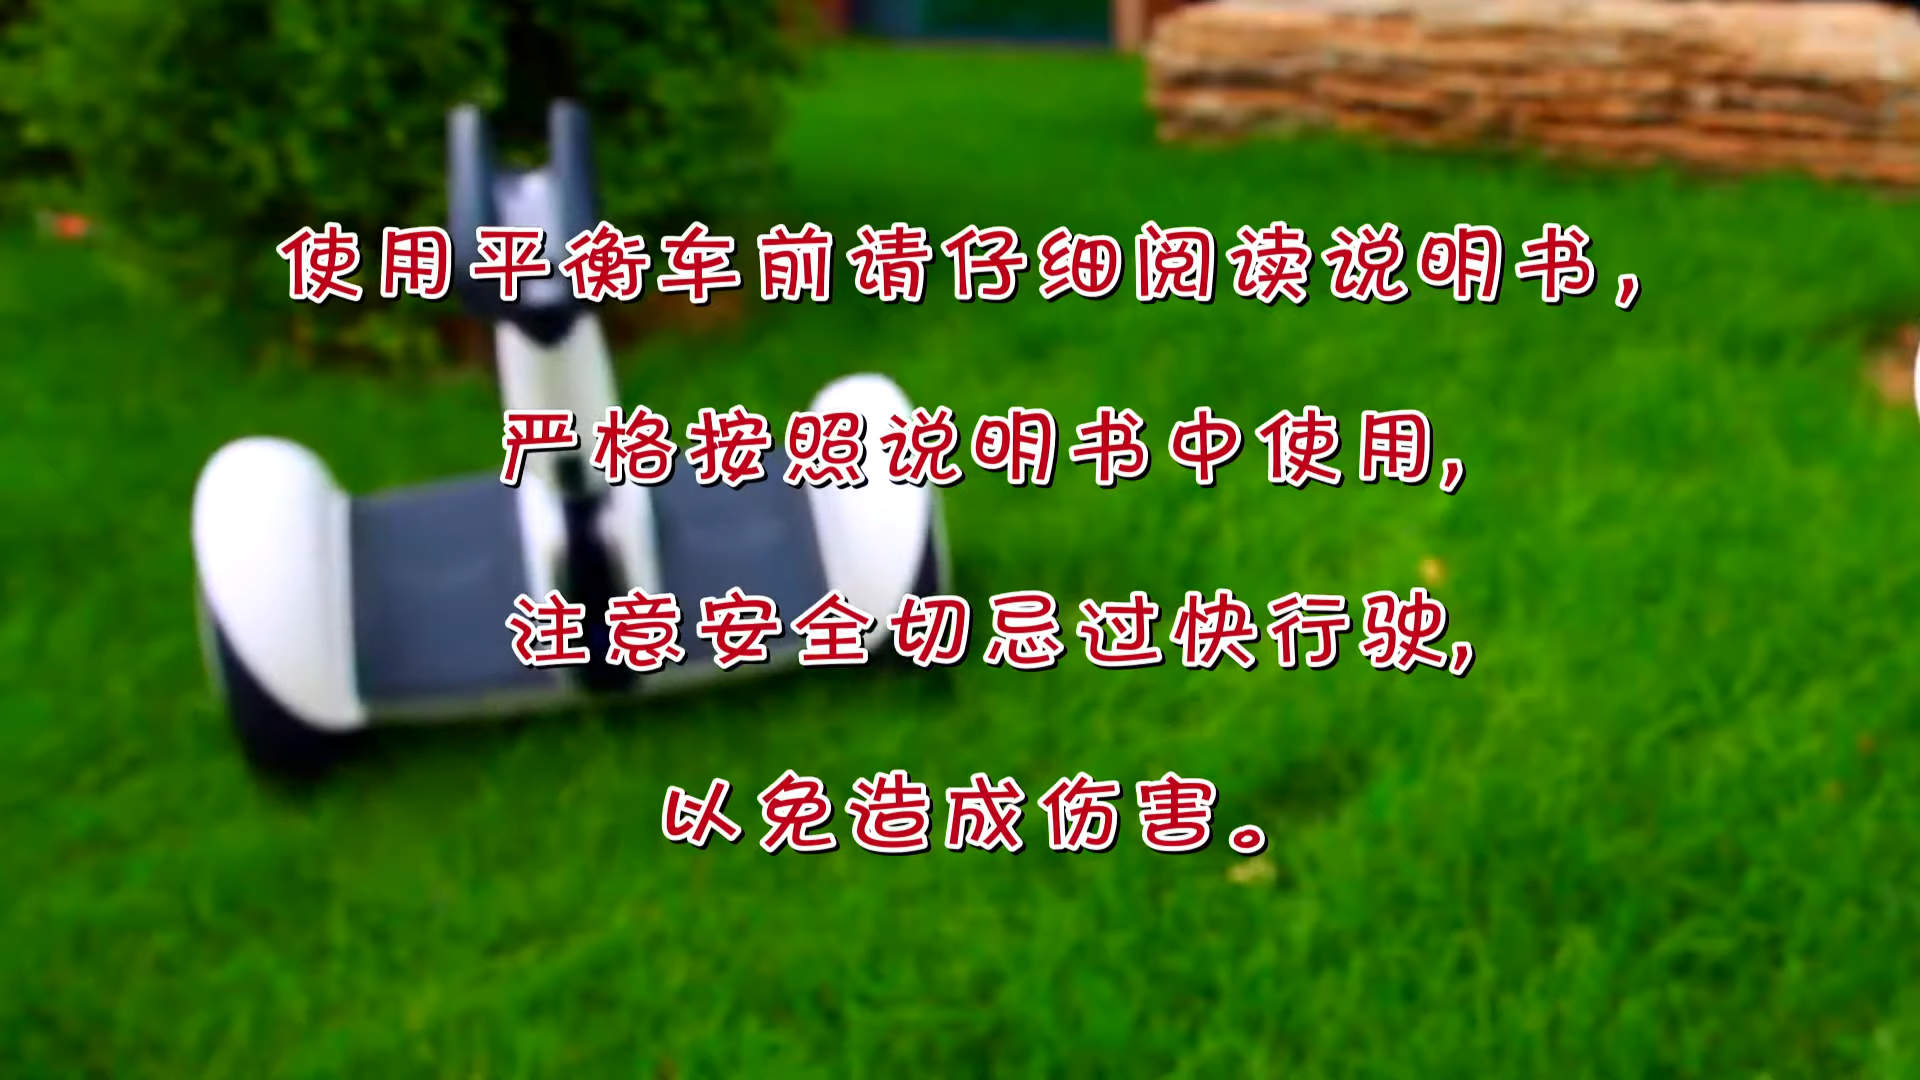 使用平衡车前请仔细阅读说明书，
严格按照说明书中使用,
注意安全切忌过快行驶,
以免造成伤害。